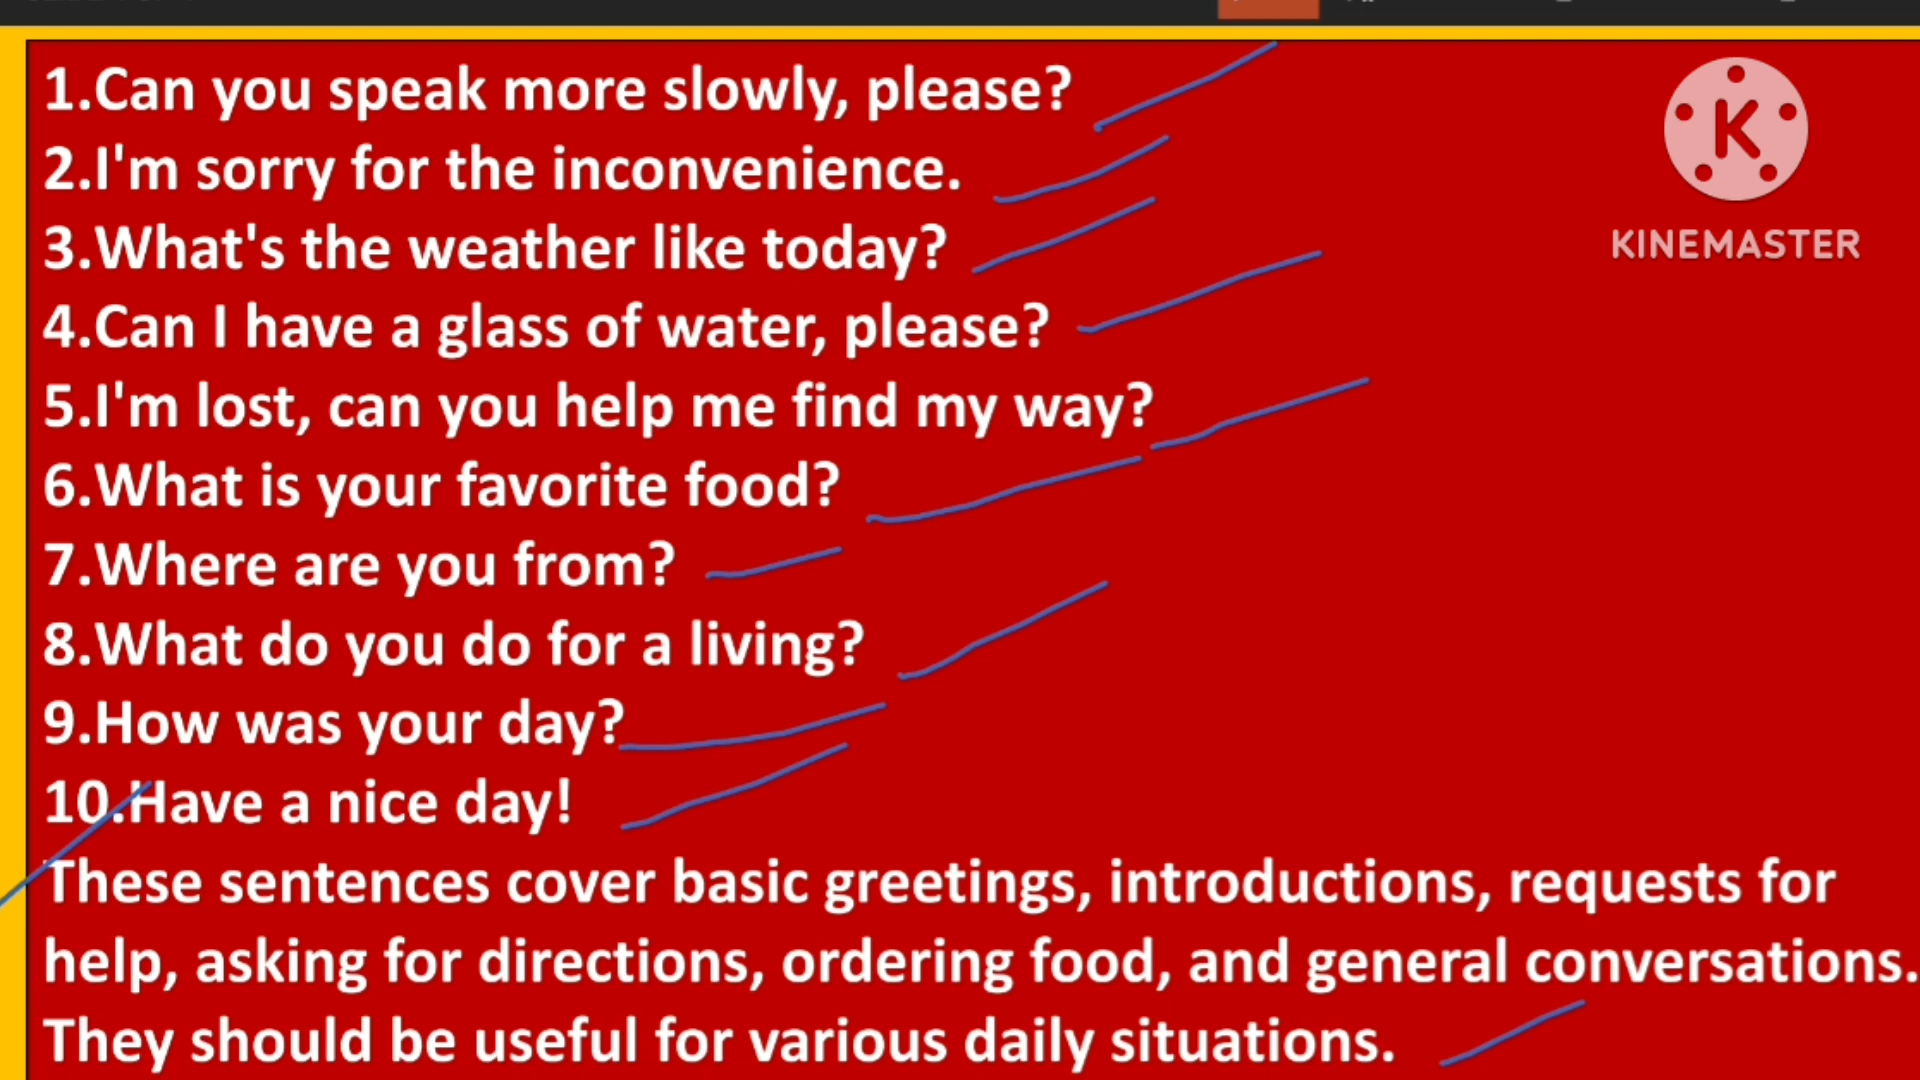 1.Can you speak more slowly, please?
2.I'm sorry for the inconvenience.
3.What's the weather like today?
4.Can I have a glass of water, please?
5.I'm lost, can you help me find my way?
6.What is your favorite food?
7.Where are you from?
8.What do you do for a living?
9.How was your day?
10.Have a nice day!
These sentences cover basic greetings, introductions, requests for
help, asking for directions, ordering food, and general conversations.
They should be useful for various daily situations.
K
KINEMASTER